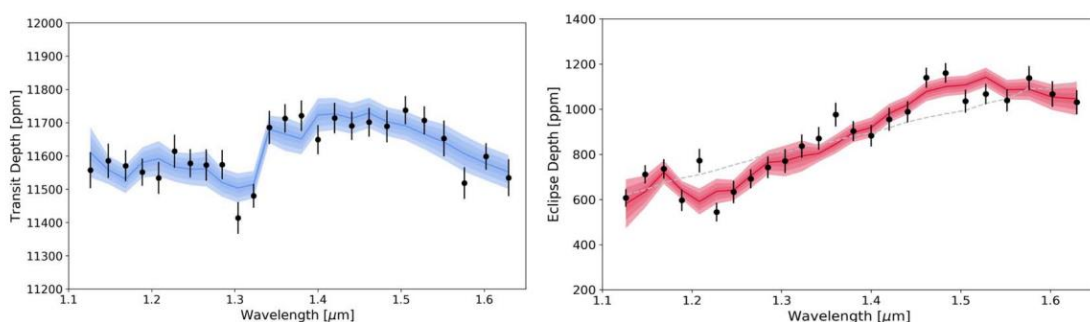 12000
11900
11800
11700
11600
11500
11400
11300
11200
Transit Depth [ppm]
1.1 1.2 1.3 1.4 1.5 1.6
Wavelength [μm]
1400
1200
1000
800
600
400
200
Eclipse Depth [ppm]
1.1 1.2 1.3 1.4 1.5 1.6
Wavelength [μm]